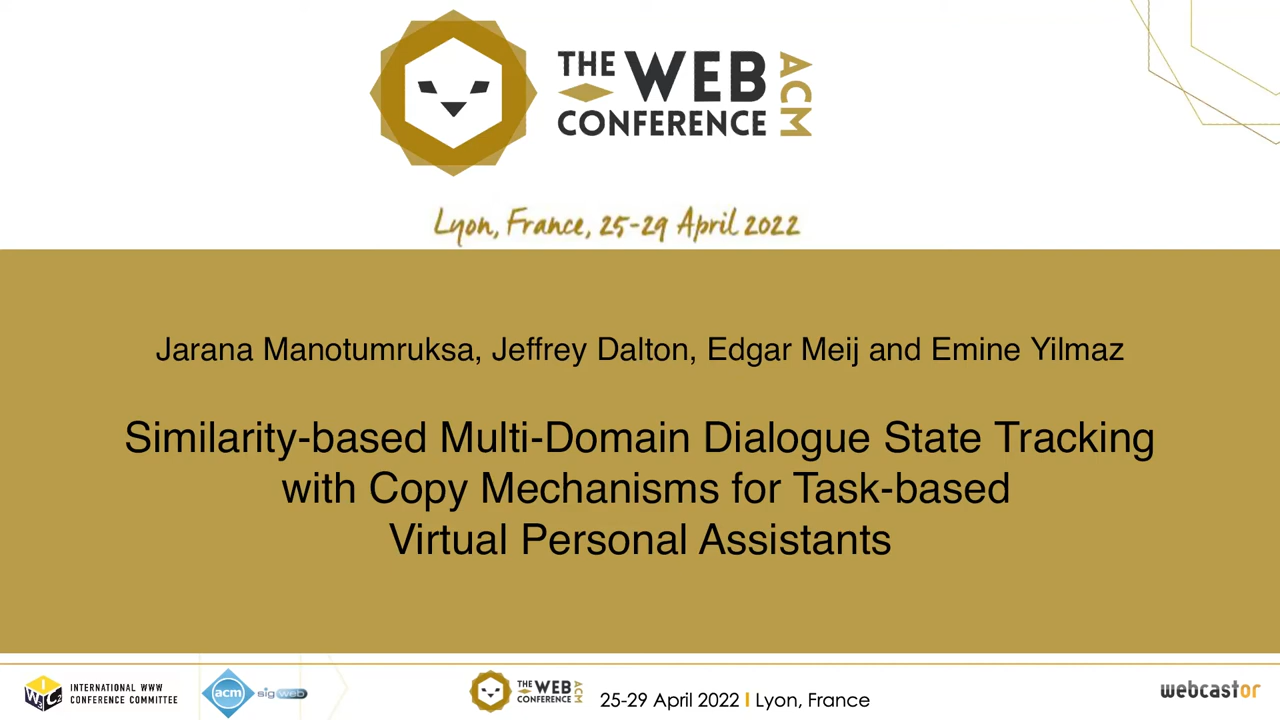 THE WEB
CONFERENCE
ACM
Lyon, France, 25-29 April 2022
Jarana Manotumruksa, Jeffrey Dalton, Edgar Meij and Emine Yilmaz
Similarity-based Multi-Domain Dialogue State Tracking
with Copy Mechanisms for Task-based
Virtual Personal Assistants
IW3C2
INTERNATIONAL WWW
CONFERENCE COMMITTEE
acm
sigweb
THE WEB
CONFERENCE
ACM
25-29 April 2022 I Lyon, France
webcastor